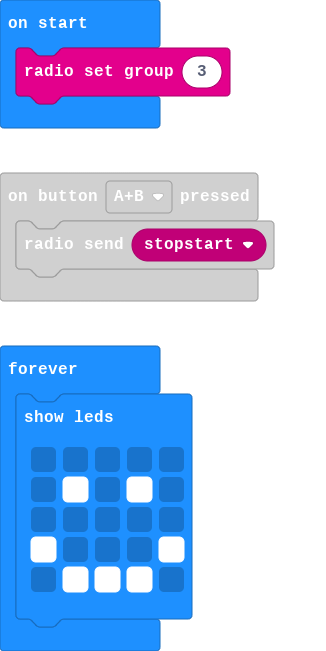 on start
radio set group 3
on button A+B pressed
radio send stopstart
forever
show leds